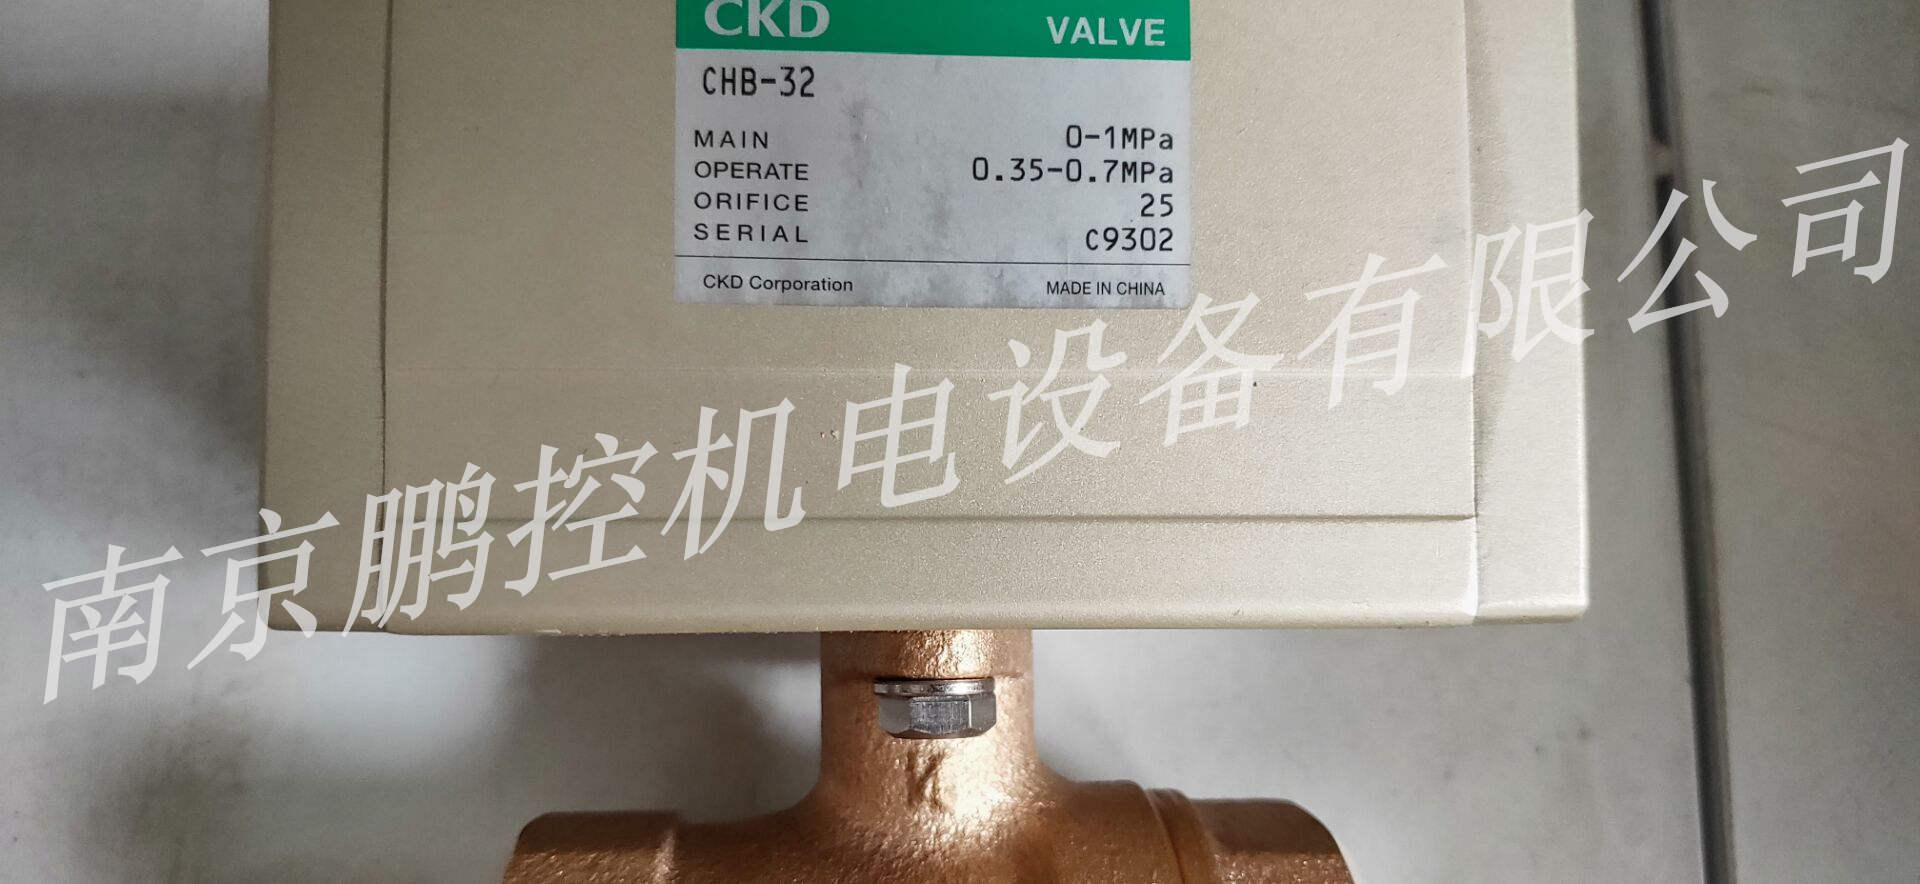 CKD VALVE
CHB-32
MAIN 0-1MPa
OPERATE 0.35-0.7MPa
ORIFICE 25
SERIAL C9302
CKD Corporation MADE IN CHINA
南京鹏控机电设备有限公司